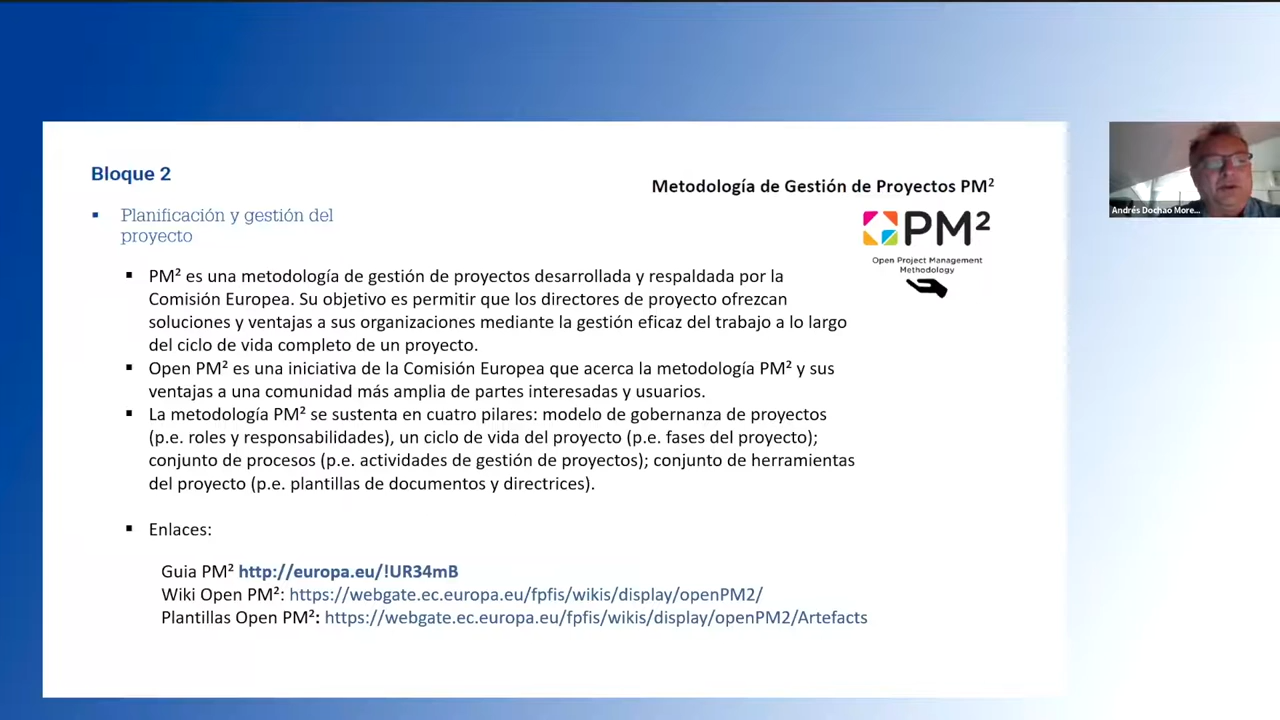 Bloque 2
Metodología de Gestión de Proyectos PM²
▪ Planificación y gestión del
proyecto
PM²
Open Project Management
Methodology
▪ PM² es una metodología de gestión de proyectos desarrollada y respaldada por la
Comisión Europea. Su objetivo es permitir que los directores de proyecto ofrezcan
soluciones y ventajas a sus organizaciones mediante la gestión eficaz del trabajo a lo largo
del ciclo de vida completo de un proyecto.
▪ Open PM² es una iniciativa de la Comisión Europea que acerca la metodología PM² y sus
ventajas a una comunidad más amplia de partes interesadas y usuarios.
▪ La metodología PM² se sustenta en cuatro pilares: modelo de gobernanza de proyectos
(p.e. roles y responsabilidades), un ciclo de vida del proyecto (p.e. fases del proyecto);
conjunto de procesos (p.e. actividades de gestión de proyectos); conjunto de herramientas
del proyecto (p.e. plantillas de documentos y directrices).
▪ Enlaces:
Guia PM² http://europa.eu/!UR34mB
Wiki Open PM²: https://webgate.ec.europa.eu/fpfis/wikis/display/openPM2/
Plantillas Open PM²: https://webgate.ec.europa.eu/fpfis/wikis/display/openPM2/Artefacts
Andrés Dochao More...